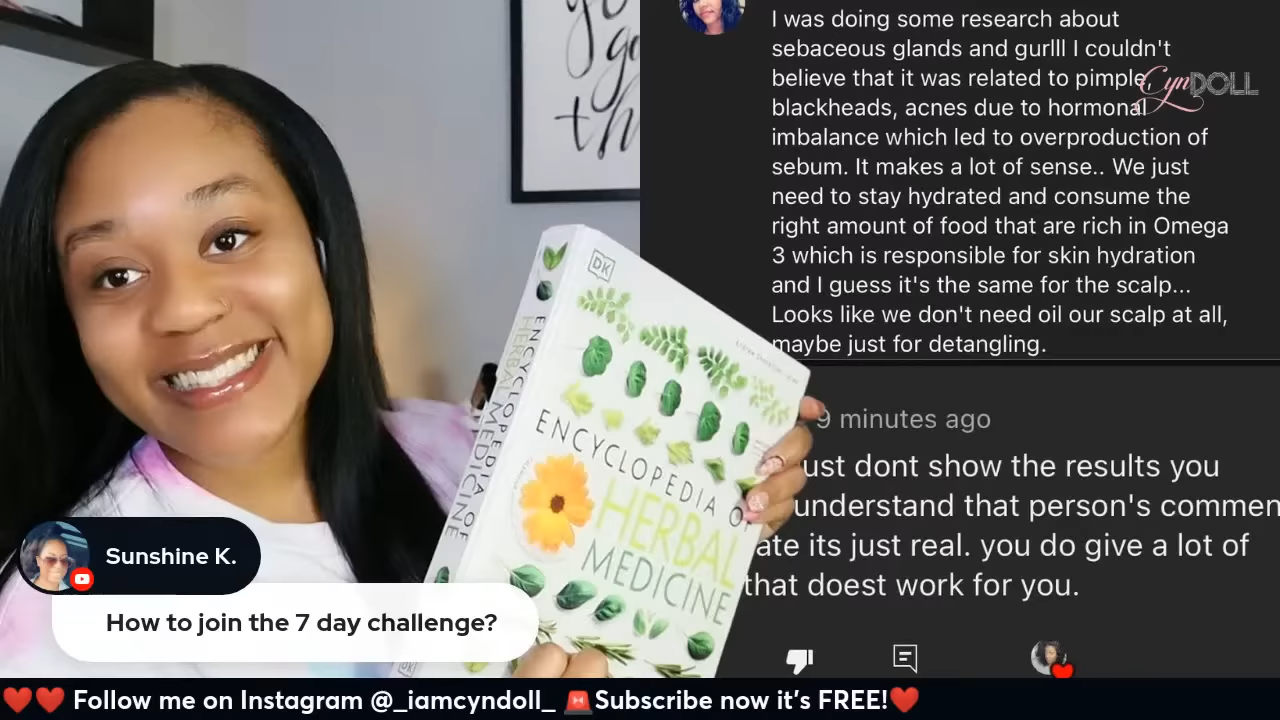 I was doing some research about
sebaceous glands and gurlll I couldn't
believe that it was related to pimple,
blackheads, acnes due to hormonal
imbalance which led to overproduction of
sebum. It makes a lot of sense.. We just
need to stay hydrated and consume the
right amount of food that are rich in Omega
3 which is responsible for skin hydration
and I guess it's the same for the scalp...
Looks like we don't need oil our scalp at all,
maybe just for detangling.
CynDOLL
9 minutes ago
ust dont show the results you
understand that person's commen
ate its just real. you do give a lot of
that doest work for you.
DK
ENCYCLOPEDIA OF
HERBAL
MEDICINE
ENCYCLOPEDIA OF
HERBAL MEDICINE
DK
Sunshine K.
How to join the 7 day challenge?
❤️❤️ Follow me on Instagram @_iamcyndoll_ 🚨Subscribe now it's FREE!❤️